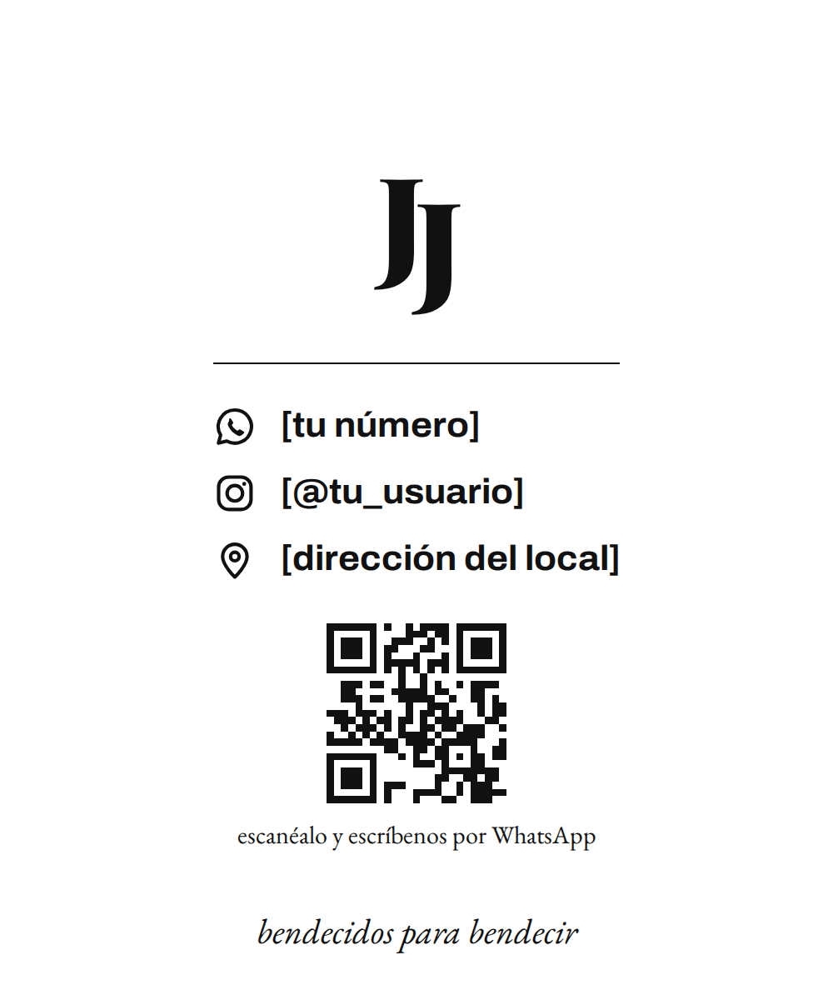 JJ
[tu número]
[@tu_usuario]
[dirección del local]
escanéalo y escríbenos por WhatsApp
bendecidos para bendecir